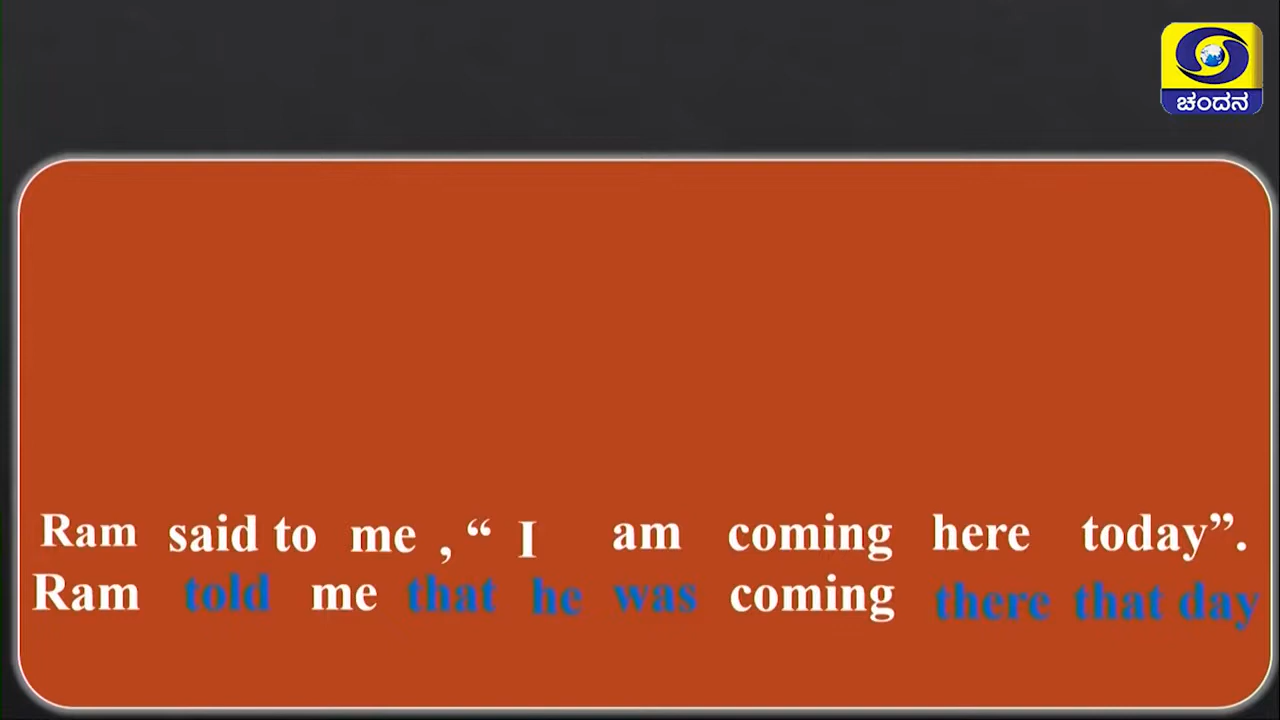 ಚಂದನ
Ram said to me , “ I am coming here today”.
Ram told me that he was coming there that day